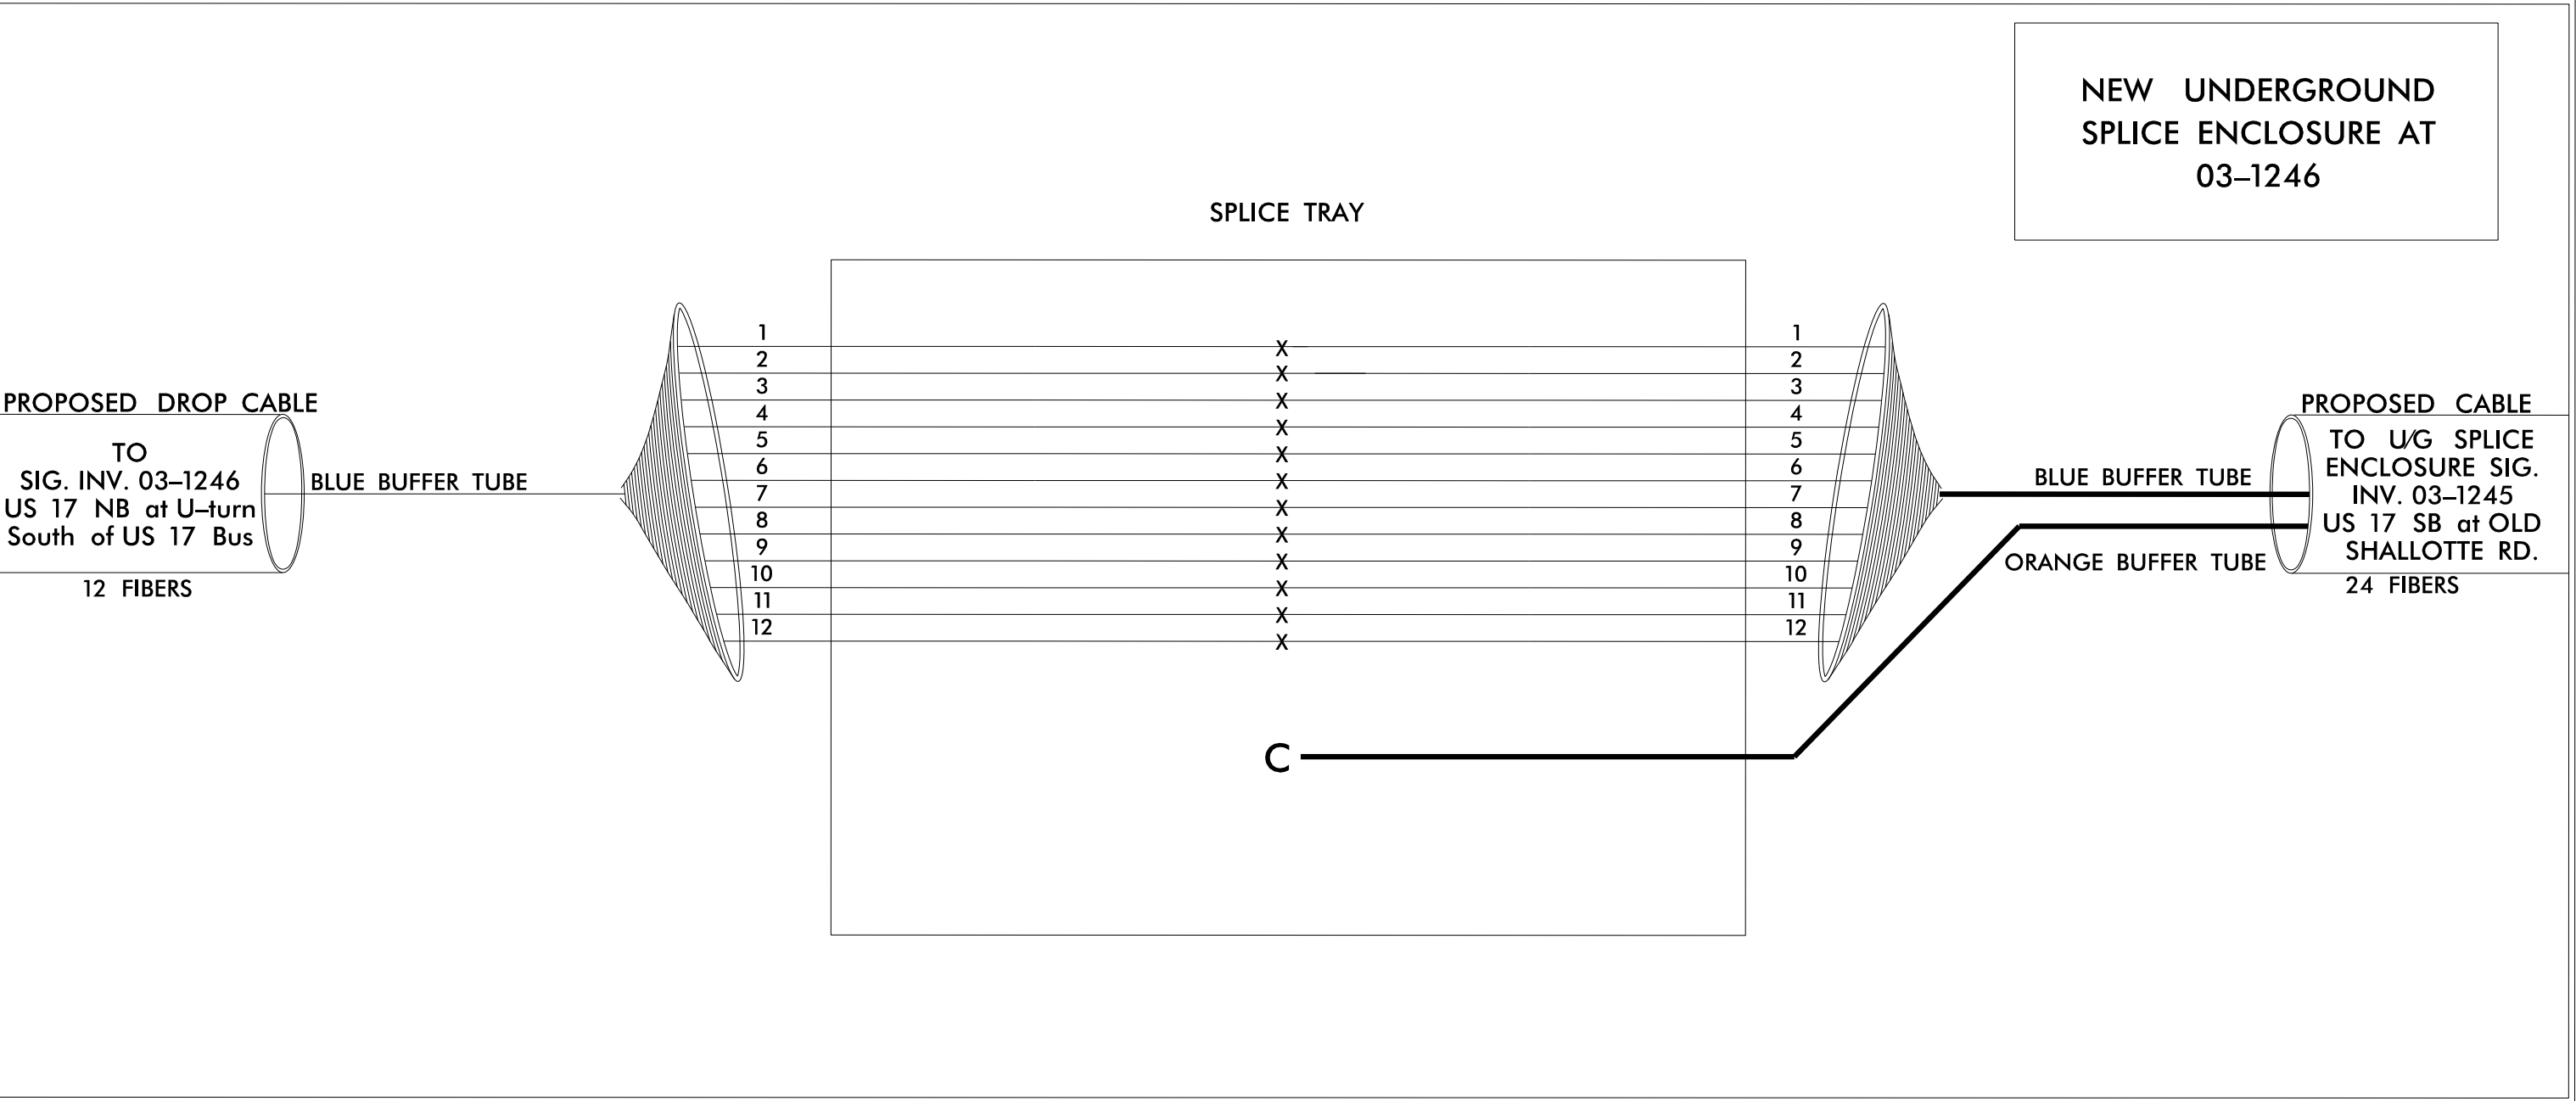 NEW UNDERGROUND
SPLICE ENCLOSURE AT
03–1246
SPLICE TRAY
PROPOSED DROP CABLE
TO
SIG. INV. 03–1246
US 17 NB at U–turn
South of US 17 Bus
12 FIBERS
BLUE BUFFER TUBE
1
2
3
4
5
6
7
8
9
10
11
12
X
X
X
X
X
X
X
X
X
X
X
X
C
1
2
3
4
5
6
7
8
9
10
11
12
BLUE BUFFER TUBE
ORANGE BUFFER TUBE
PROPOSED CABLE
TO U/G SPLICE
ENCLOSURE SIG.
INV. 03–1245
US 17 SB at OLD
SHALLOTTE RD.
24 FIBERS